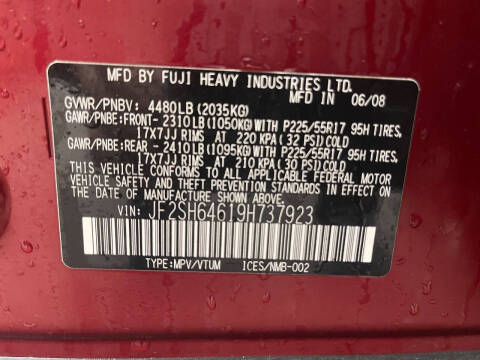 MFD BY FUJI HEAVY INDUSTRIES LTD.
MFD IN 06/08
GVWR/PNBV: 4480LB(2035KG)
GAWR/PNBE:FRONT- 2310LB(1050KG)WITH P225/55R17 95H TIRES,
17X7JJ RIMS AT 220 KPA(32 PSI)COLD
GAWR/PNBE:REAR - 2410LB(1095KG)WITH P225/55R17 95H TIRES,
17X7JJ RIMS AT 210 KPA(30 PSI)COLD
THIS VEHICLE CONFORMS TO ALL APPLICABLE FEDERAL MOTOR
VEHICLE SAFETY AND THEFT PREVENTION STANDARDS IN EFFECT ON
THE DATE OF MANUFACTURE SHOWN ABOVE.
VIN: JF2SH64619H737923
TYPE:MPV/VTUM ICES/NMB-002